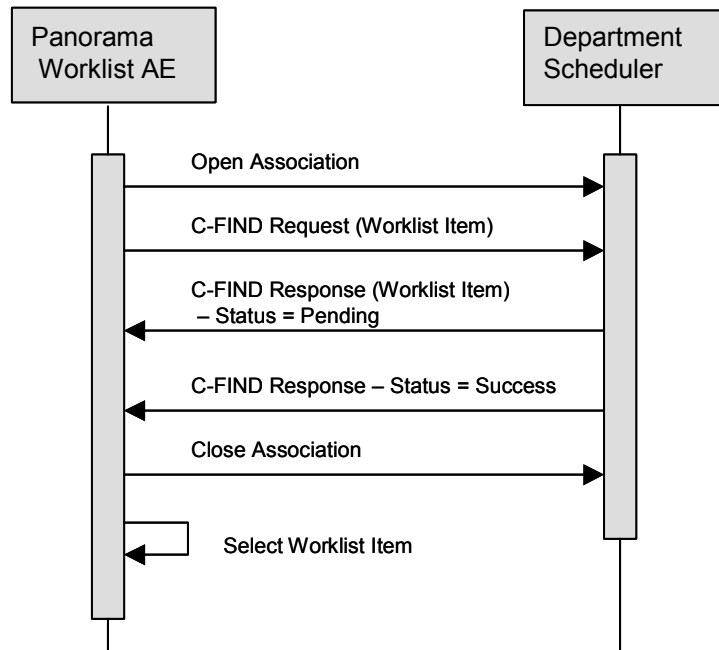 Panorama
Worklist AE
Department
Scheduler
Open Association
C-FIND Request (Worklist Item)
C-FIND Response (Worklist Item)
– Status = Pending
C-FIND Response – Status = Success
Close Association
Select Worklist Item